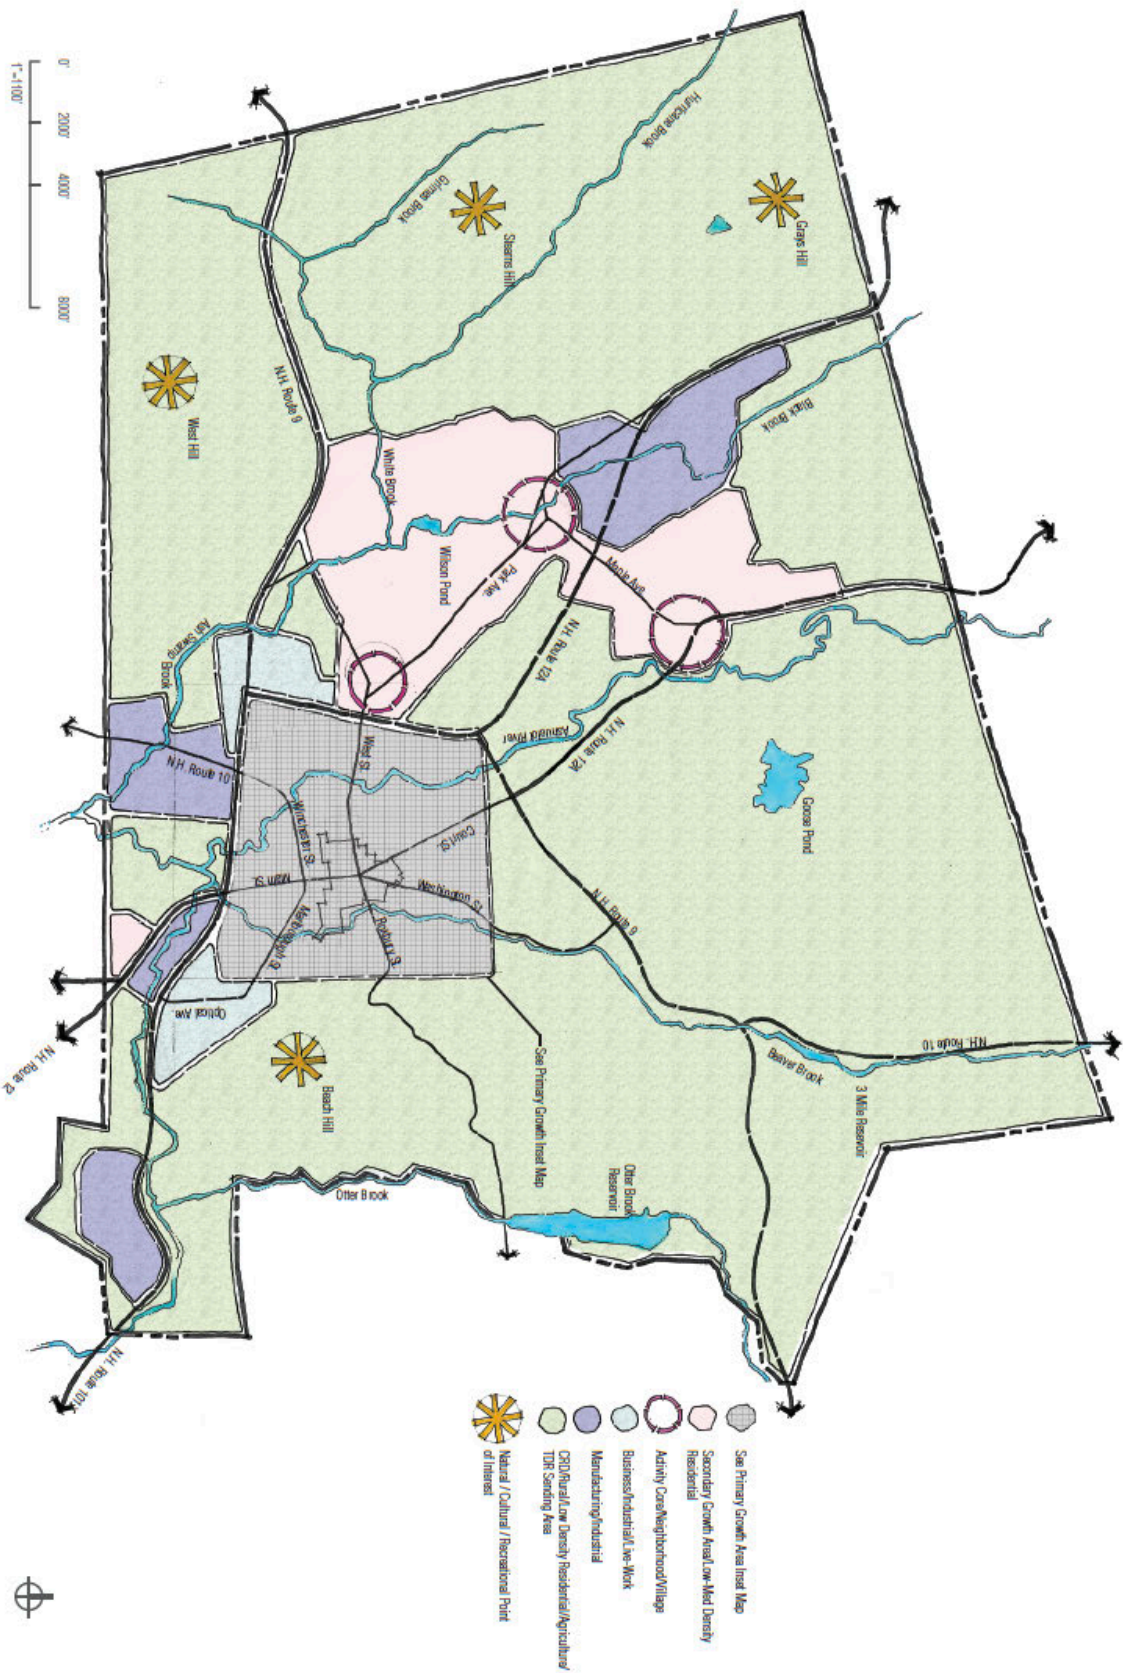 Hurricane Brook
Grimes Brook
Stearns Hill
Grays Hill
West Hill
N.H. Route 9
Black Brook
White Brook
Wilson Pond
Park Ave.
Maple Ave.
N.H. Route 12A
Ash Swamp
Brook
N.H. Route 10
Ashuelot River
N.H. Route 12A
Goose Pond
West St.
Winchester St.
Court St.
Main St.
Washington St.
Marlborough St.
Roxbury St.
N.H. Route 9
Optical Ave.
N.H. Route 12
Beach Hill
See Primary Growth Inset Map
Beaver Brook
N.H. Route 10
3 Mile Resevoir
Otter Brook
Reservoir
Otter Brook
N.H. Route 101
See Primary Growth Area Inset Map
Secondary Growth Area/Low-Med Density
Residential
Activity Core/Neighborhood/Village
Business/Industrial/Live-Work
Manufacturing/Industrial
CRD/Rural/Low Density Residential/Agriculture/
TDR Sending Area
Natural / Cultural / Recreational Point
of Interest
0' 2000' 4000' 8000'
1"=1100'